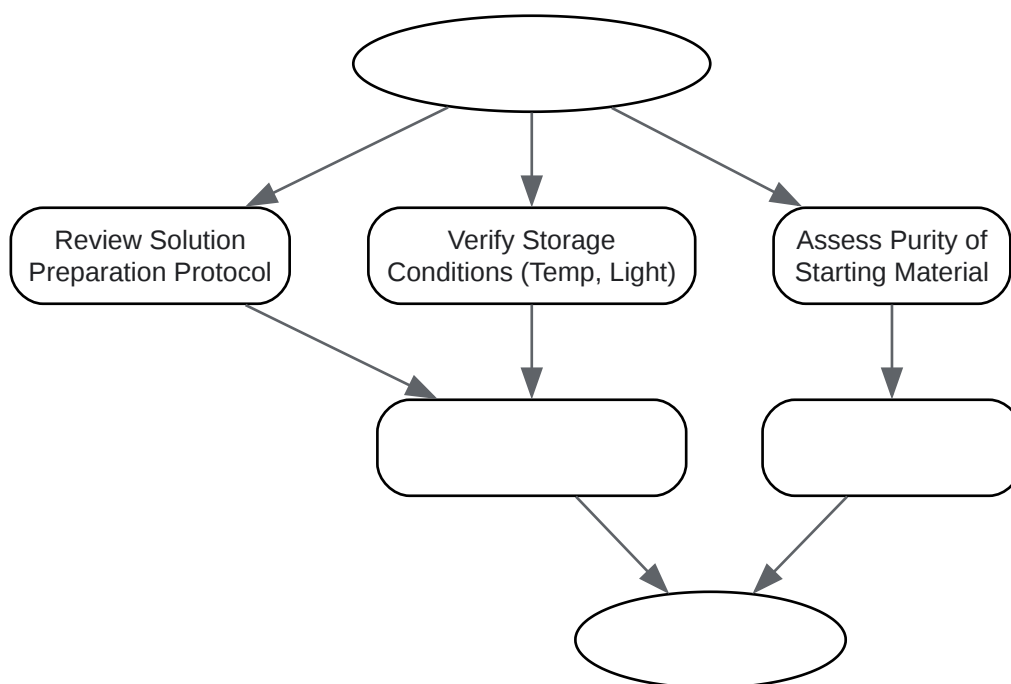 Review Solution
Preparation Protocol
Verify Storage
Conditions (Temp, Light)
Assess Purity of
Starting Material